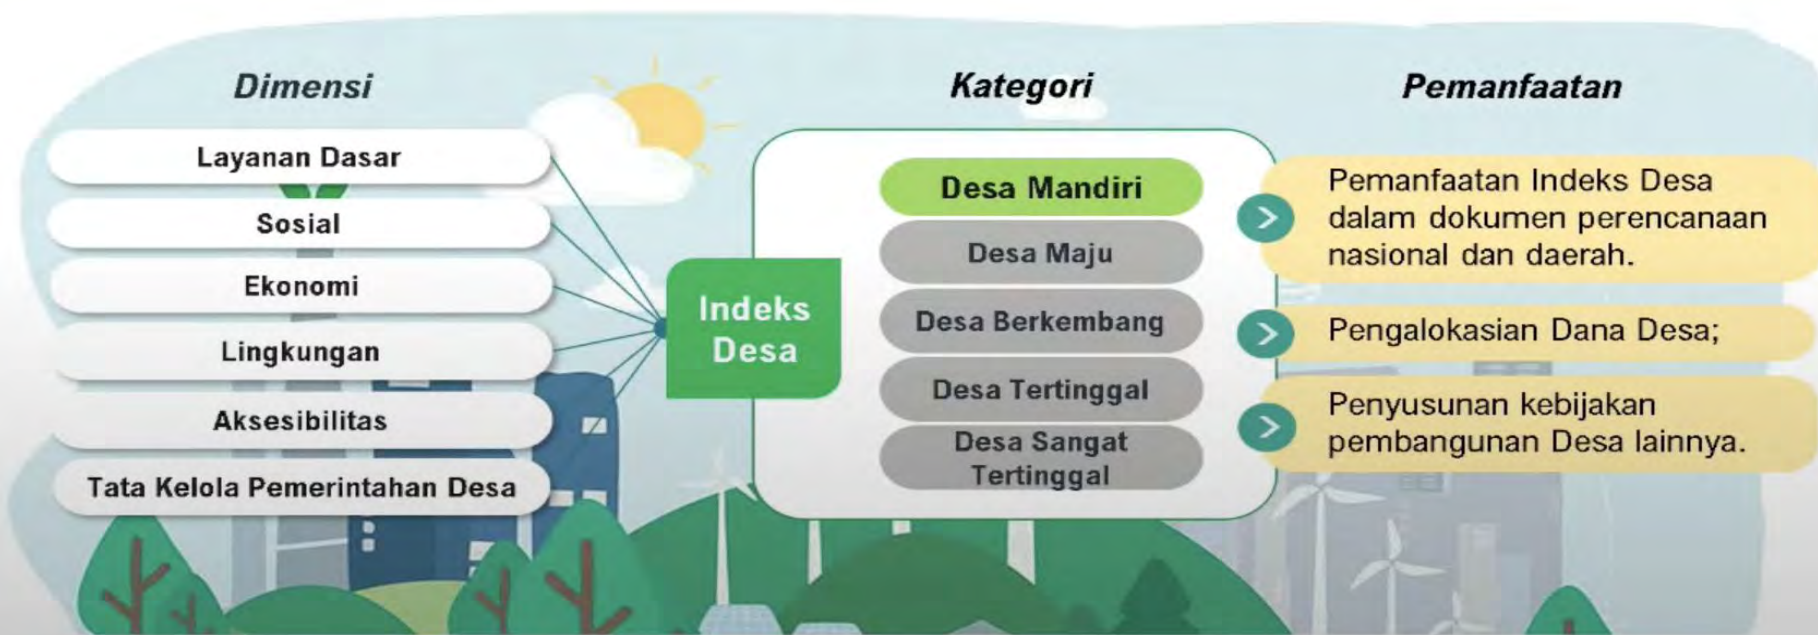 Dimensi
Layanan Dasar
Sosial
Ekonomi
Lingkungan
Aksesibilitas
Tata Kelola Pemerintahan Desa
Indeks
Desa
Kategori
Desa Mandiri
Desa Maju
Desa Berkembang
Desa Tertinggal
Desa Sangat
Tertinggal
Pemanfaatan
Pemanfaatan Indeks Desa
dalam dokumen perencanaan
nasional dan daerah.
Pengalokasian Dana Desa;
Penyusunan kebijakan
pembangunan Desa lainnya.